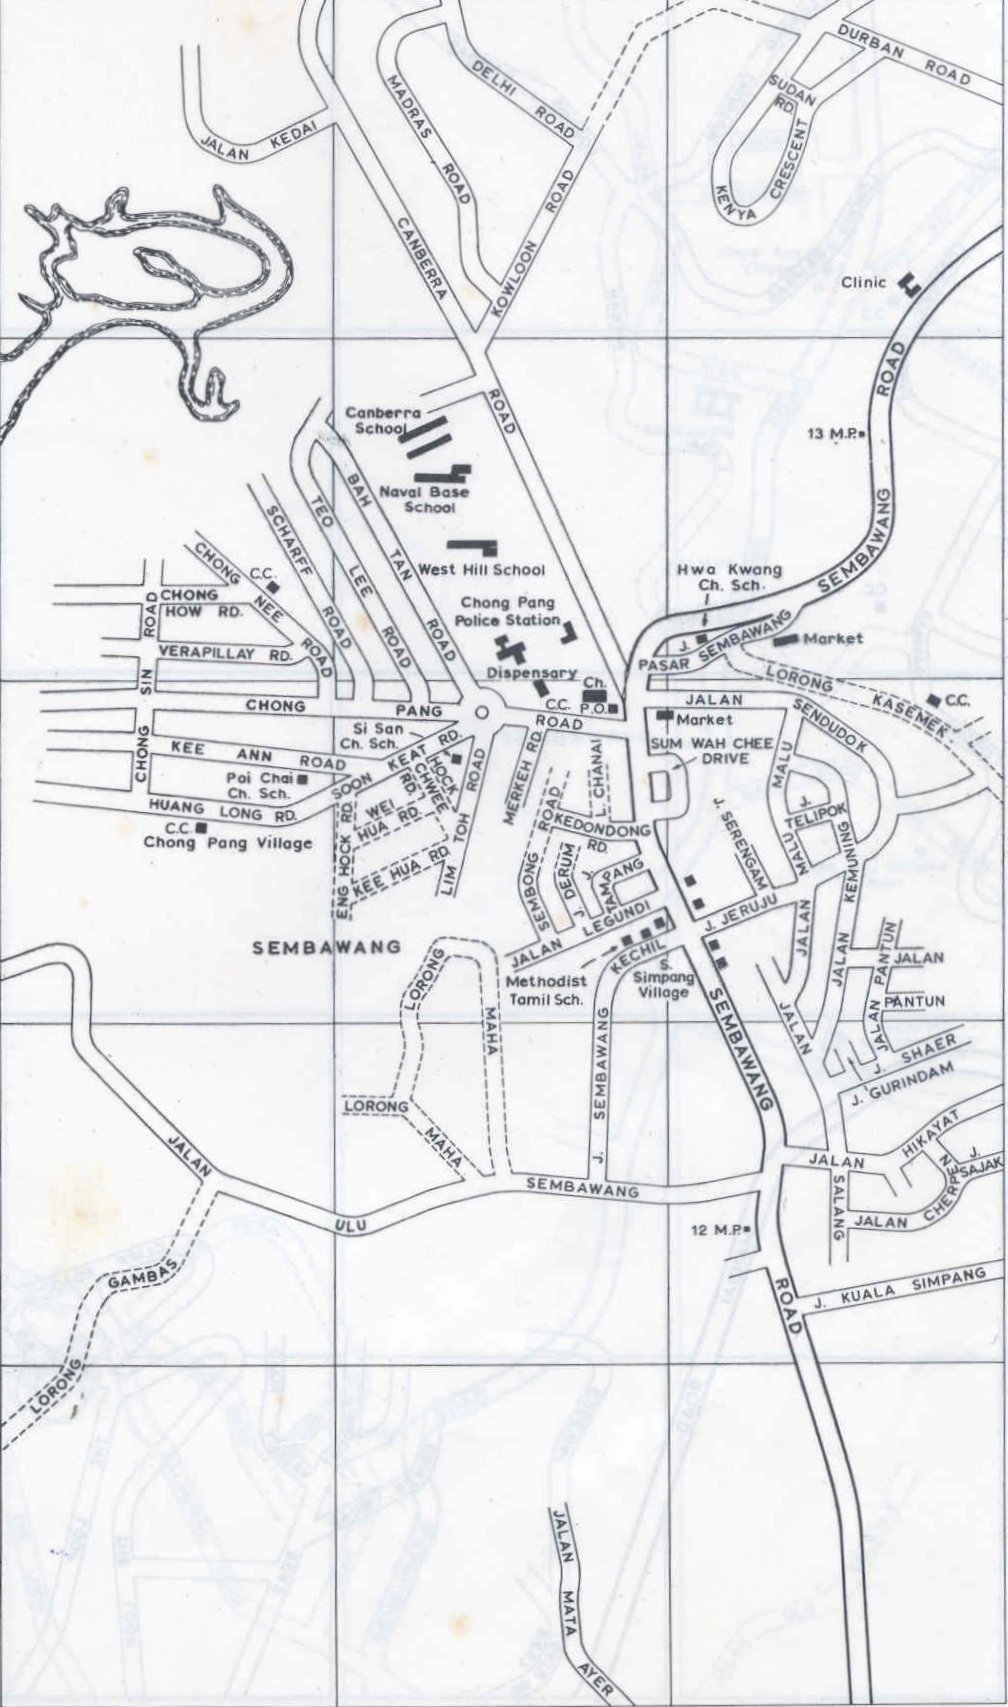 DURBAN ROAD
DELHI ROAD
SUDAN
RD.
MADRAS ROAD
JALAN KEDAI
KENYA CRESCENT
KOWLOON ROAD
CANBERRA
ROAD
Clinic
ROAD
13 M.P.
Canberra
School
Naval Base
School
BAH TAN ROAD
TEO LEE ROAD
SCHARFF ROAD
SEMBAWANG
West Hill School
Hwa Kwang
Ch. Sch.
CHONG NEE ROAD
C.C.
CHONG
HOW RD.
Chong Pang
Police Station
J.
PASAR SEMBAWANG
Market
VERAPILLAY RD.
Dispensary
Ch.
C.C. P.O.
LORONG KASEMEK
C.C.
CHONG SIN ROAD
CHONG PANG
ROAD
JALAN
SENDUDOK
Market
Si San
Ch. Sch.
SOON KEAT RD.
KEE ANN ROAD
SUM WAH CHEE
DRIVE
Poi Chai
Ch. Sch.
HOCK
CHWEE
RD.
MERKEH RD.
J. CHANAI
MALU
HUANG LONG RD.
C.C.
Chong Pang Village
WEI
HUA RD.
LIM TOH ROAD
SEMBONG ROAD
KEDONDONG
RD.
J. SERENGAM
J.
TELIPOK
MALU
KEE HUA RD
ENG HOCK RD.
J. DERUM
J.
TAMPANG
JALAN KEMUNING
JALAN LEGUNDI
J. JERUJU
JALAN
SEMBAWANG
Methodist
Tamil Sch.
KECHIL
S.
Simpang
Village
JALAN PANTUN
JALAN
PANTUN
LORONG
MAHA
JALAN
SEMBAWANG
J. SEMBAWANG
J. SHAER
J. GURINDAM
LORONG
MAHA
JALAN HIKAYAT
J.
SAJAK
JALAN CHERPEN
SALANG
JALAN
ULU
SEMBAWANG
12 M.P.
GAMBAS
LORONG
ROAD
J. KUALA SIMPANG
JALAN MATA AYER